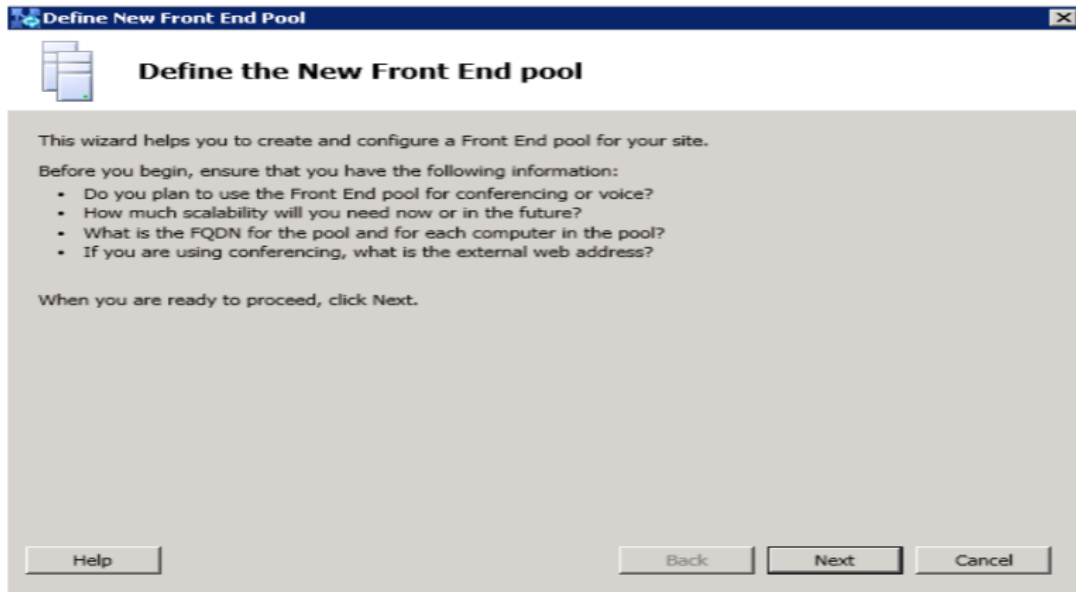 Define New Front End Pool
Define the New Front End pool
This wizard helps you to create and configure a Front End pool for your site.
Before you begin, ensure that you have the following information:
• Do you plan to use the Front End pool for conferencing or voice?
• How much scalability will you need now or in the future?
• What is the FQDN for the pool and for each computer in the pool?
• If you are using conferencing, what is the external web address?
When you are ready to proceed, click Next.
Help Back Next Cancel